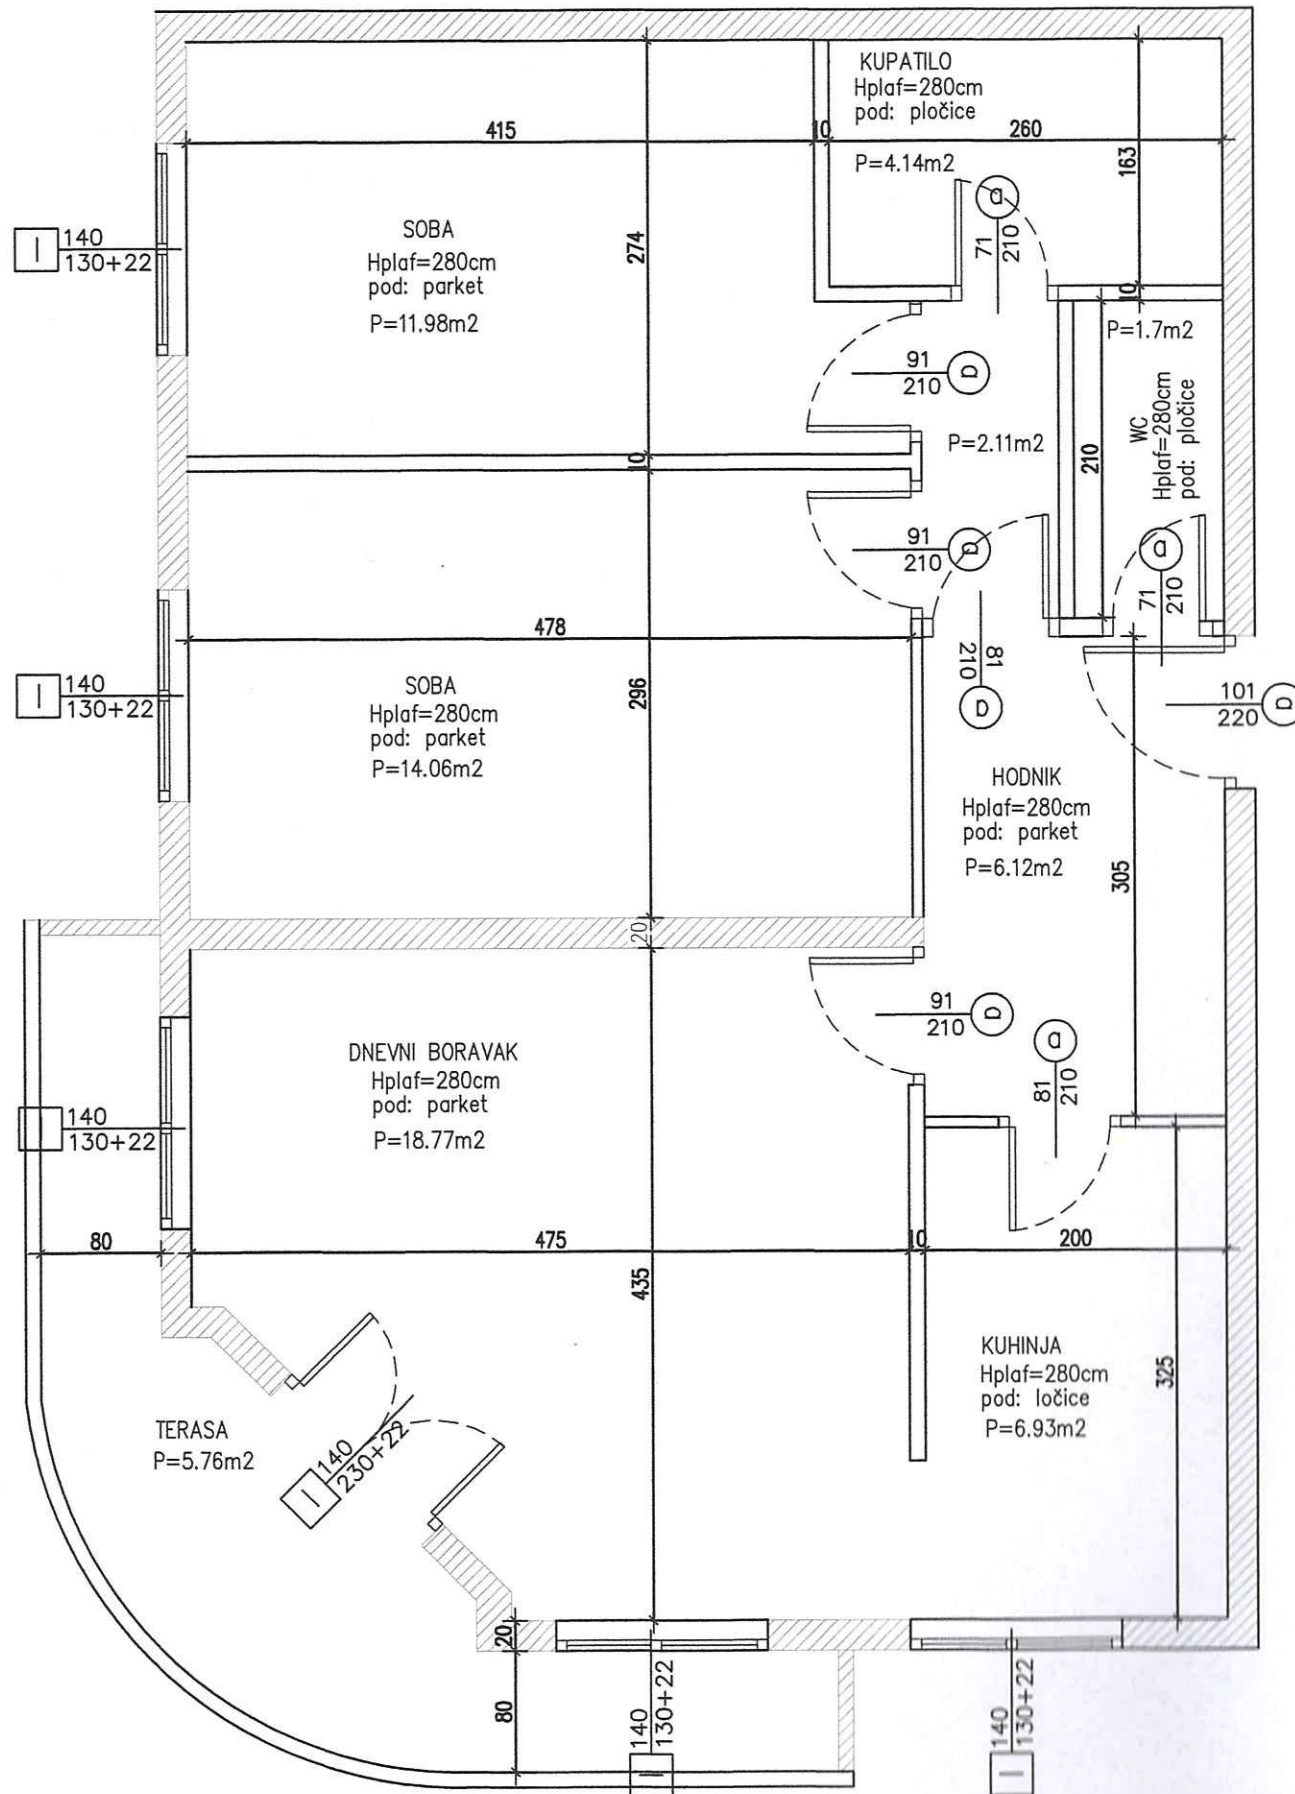 KUPATILO
Hplaf=280cm
pod: pločice
P=4.14m2
415
10
260
163
71
210
140
130+22
SOBA
Hplaf=280cm
pod: parket
P=11.98m2
274
10
91
210
D
P=1.7m2
WC
Hplaf=280cm
pod: pločice
210
P=2.11m2
10
91
210
71
210
478
81
210
D
140
130+22
SOBA
Hplaf=280cm
pod: parket
P=14.06m2
296
101
220
D
HODNIK
Hplaf=280cm
pod: parket
P=6.12m2
305
20
91
210
D
81
210
DNEVNI BORAVAK
Hplaf=280cm
pod: parket
P=18.77m2
140
130+22
80
475
10
200
435
KUHINJA
Hplaf=280cm
pod: ločice
P=6.93m2
325
TERASA
P=5.76m2
140
230+22
20
80
140
130+22
140
130+22